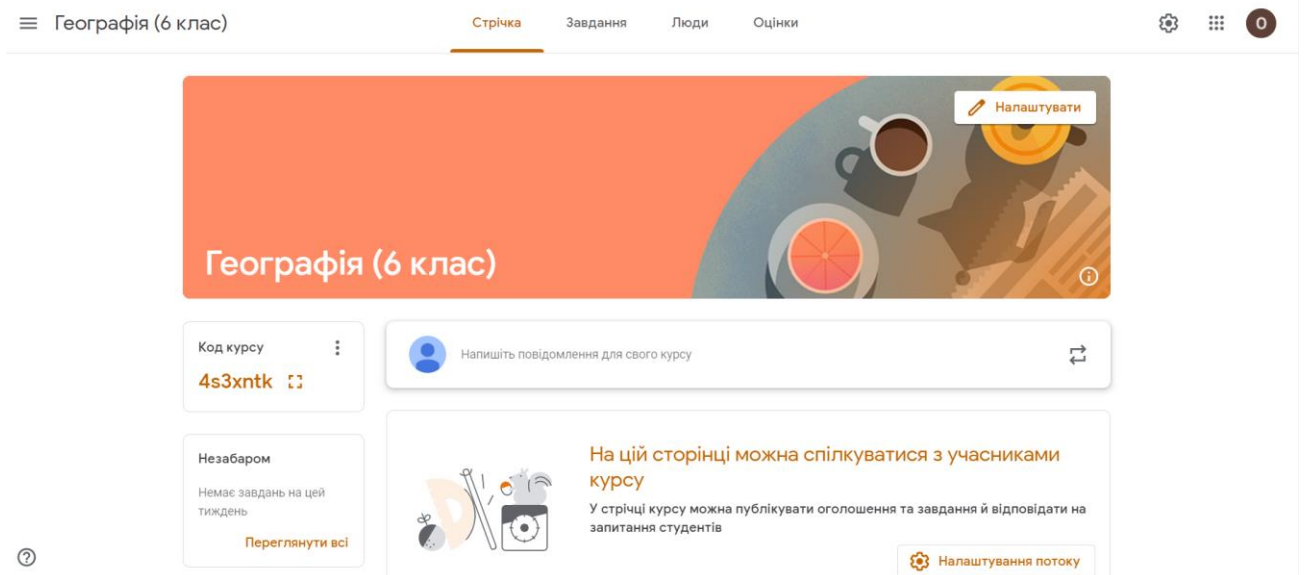 Географія (6 клас)
Стрічка
Завдання
Люди
Оцінки
О
Налаштувати
Географія (6 клас)
Код курсу
4s3xntk
Напишіть повідомлення для свого курсу
Незабаром
Немає завдань на цей
тиждень
Переглянути всі
На цій сторінці можна спілкуватися з учасниками
курсу
У стрічці курсу можна публікувати оголошення та завдання й відповідати на
запитання студентів
Налаштування потоку